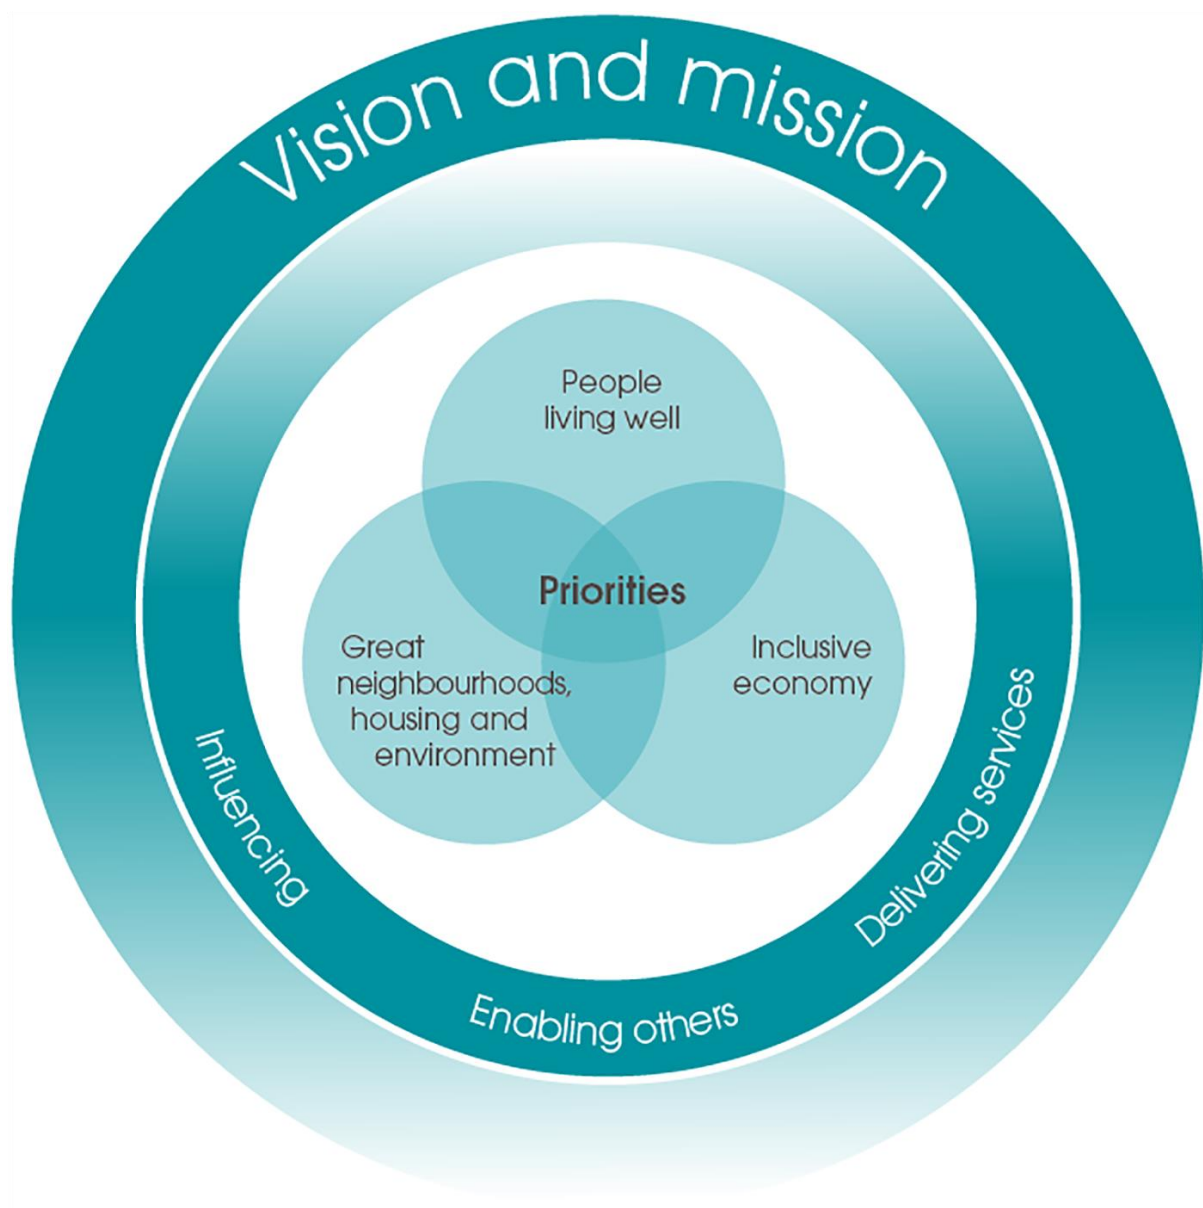 Vision and mission
People
living well
Priorities
Great
neighbourhoods,
housing and
environment
Inclusive
economy
Influencing
Enabling others
Delivering services